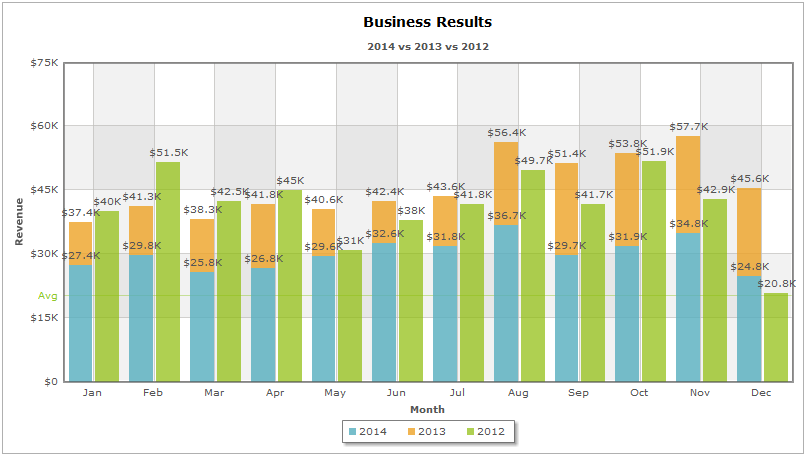 Business Results
2014 vs 2013 vs 2012
$75K
$60K
$45K
$30K
Avg
$15K
$0
Revenue
$37.4K
$27.4K
$40K
$41.3K
$29.8K
$51.5K
$38.3K
$25.8K
$42.5K
$41.8K
$26.8K
$45K
$40.6K
$29.6K
$31K
$42.4K
$32.6K
$38K
$43.6K
$31.8K
$41.8K
$56.4K
$36.7K
$49.7K
$51.4K
$29.7K
$41.7K
$53.8K
$31.9K
$51.9K
$57.7K
$34.8K
$42.9K
$45.6K
$24.8K
$20.8K
Jan Feb Mar Apr May Jun Jul Aug Sep Oct Nov Dec
Month
2014 2013 2012